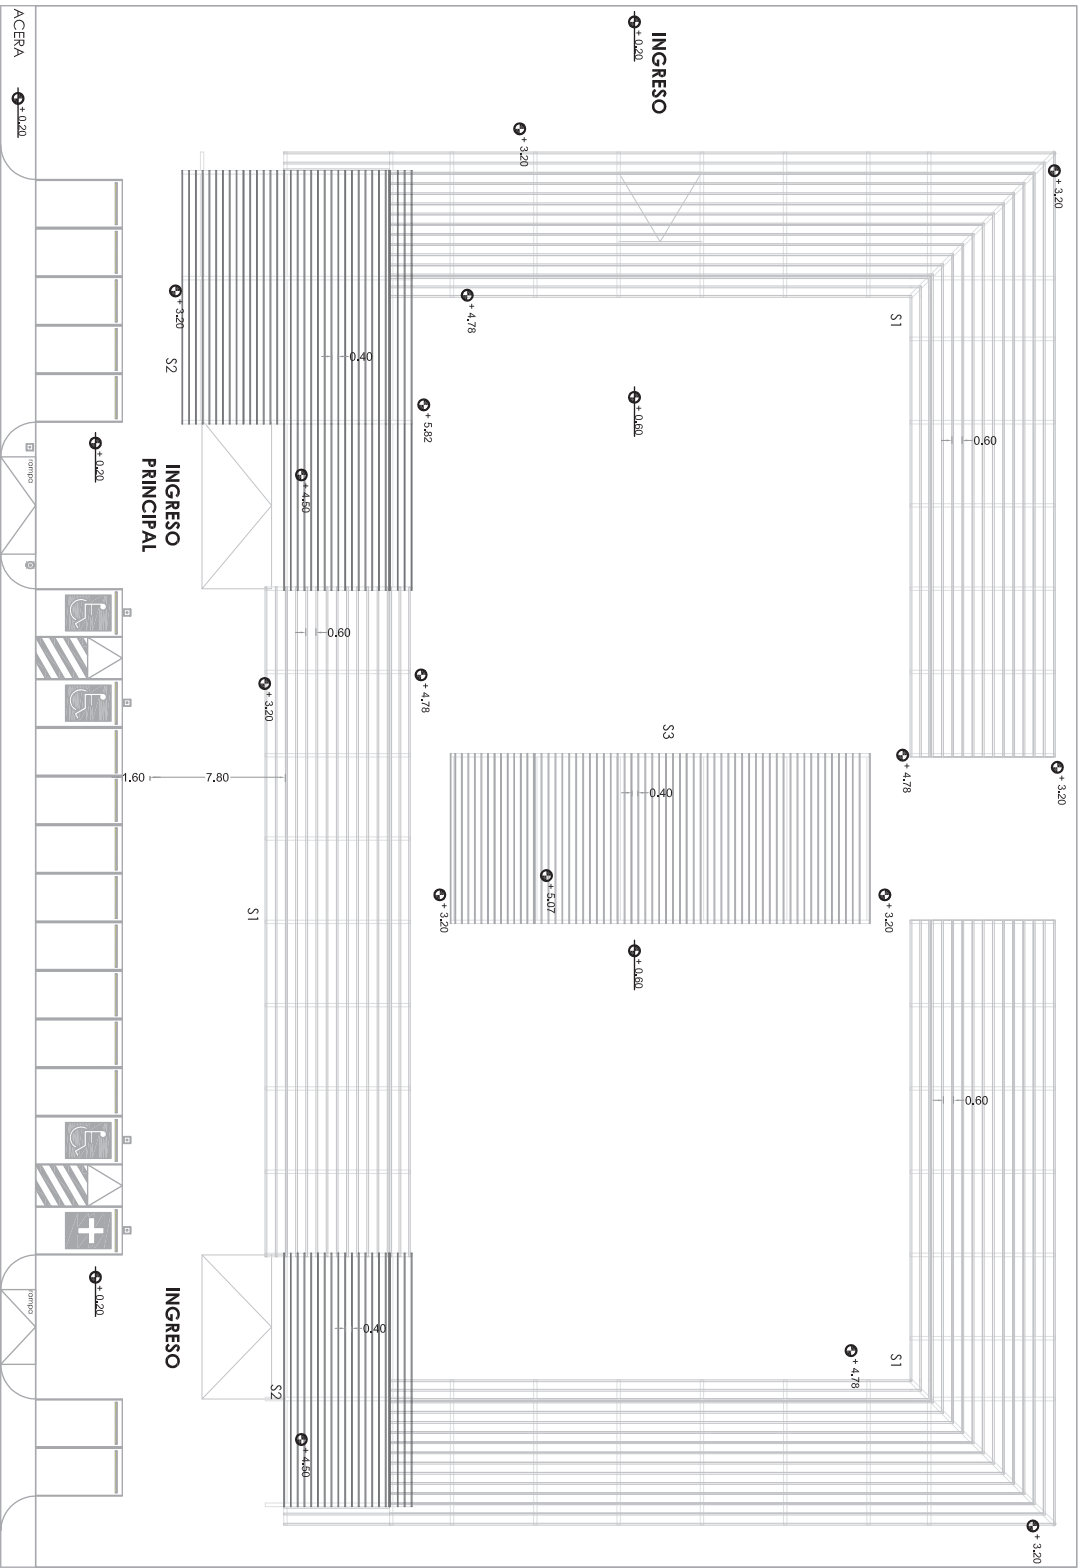 ACERA
+ 0.20
INGRESO
+ 0.20
+ 3.20
+ 3.20
+ 3.20
S2
+ 4.78
S1
0.40
+ 0.60
+ 5.82
0.60
+ 0.20
rampa
INGRESO
PRINCIPAL
+ 4.50
0.60
+ 3.20
+ 4.78
S3
1.60
7.80
0.40
+ 4.78
+ 3.20
S1
+ 3.20
+ 5.07
+ 3.20
+ 0.60
0.60
+ 0.20
rampa
INGRESO
0.40
S2
+ 4.50
+ 4.78
S1
+ 3.20